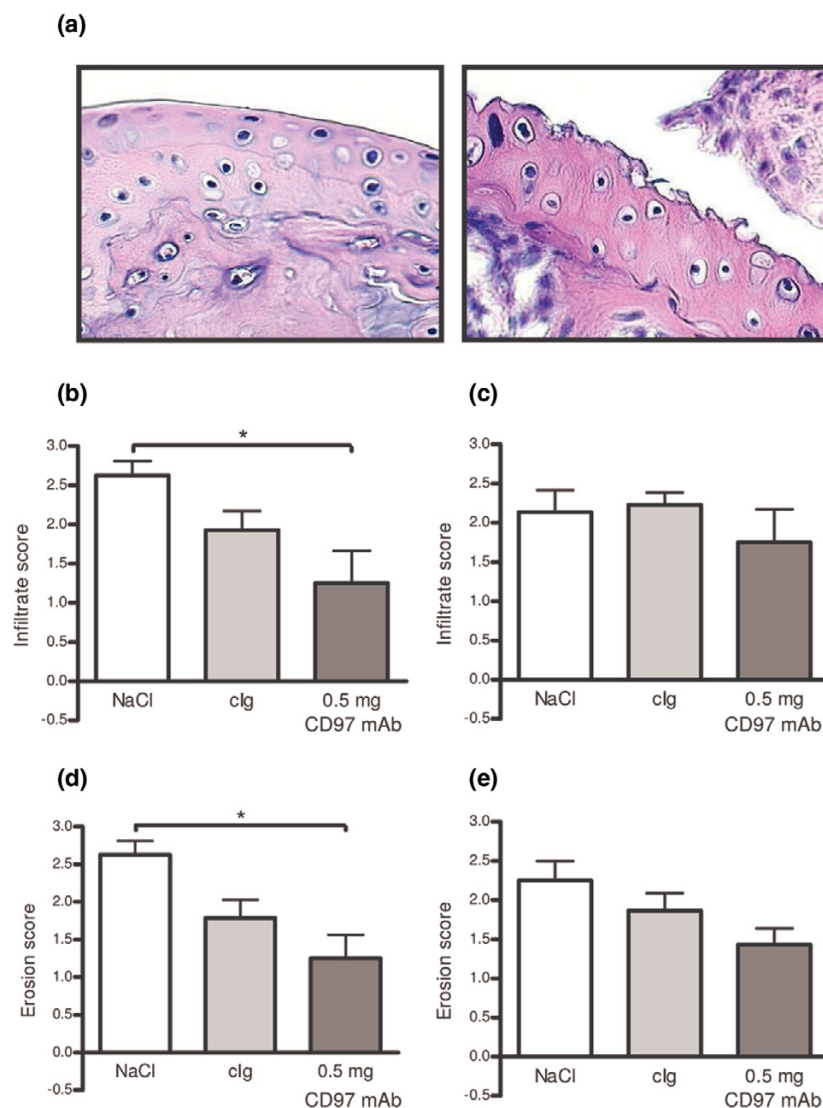 (a)
(b)
(c)
*
3.0
2.5
2.0
1.5
1.0
0.5
0.0
-0.5
Infiltrate score
NaCl
cIg
0.5 mg
CD97 mAb
3.0
2.5
2.0
1.5
1.0
0.5
0.0
-0.5
Infiltrate score
NaCl
cIg
0.5 mg
CD97 mAb
(d)
(e)
*
3.0
2.5
2.0
1.5
1.0
0.5
0.0
-0.5
Erosion score
NaCl
cIg
0.5 mg
CD97 mAb
3.0
2.5
2.0
1.5
1.0
0.5
0.0
-0.5
Erosion score
NaCl
cIg
0.5 mg
CD97 mAb